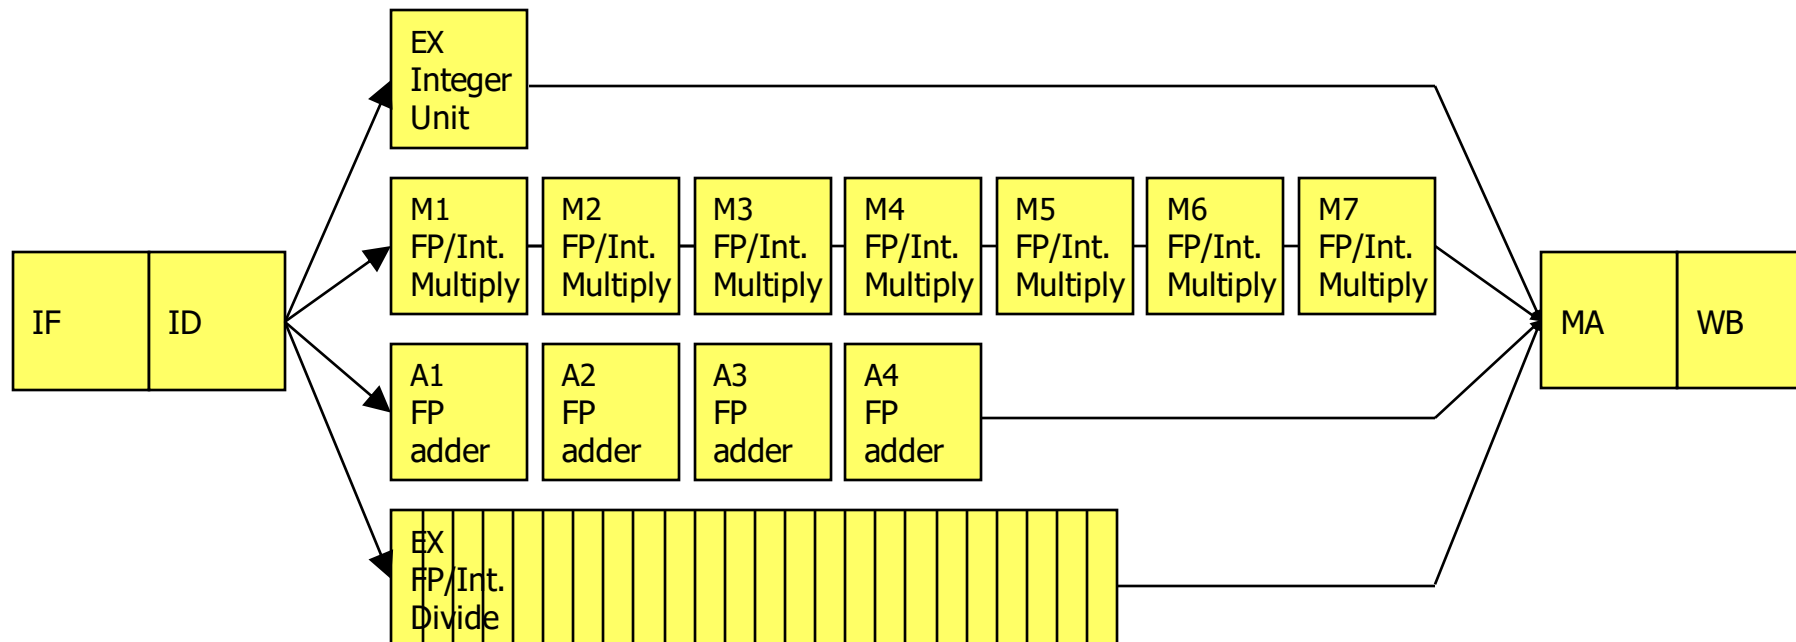 EX
Integer
Unit
M1
FP/Int.
Multiply
M2
FP/Int.
Multiply
M3
FP/Int.
Multiply
M4
FP/Int.
Multiply
M5
FP/Int.
Multiply
M6
FP/Int.
Multiply
M7
FP/Int.
Multiply
IF
ID
MA
WB
A1
FP
adder
A2
FP
adder
A3
FP
adder
A4
FP
adder
EX
FP/Int.
Divide